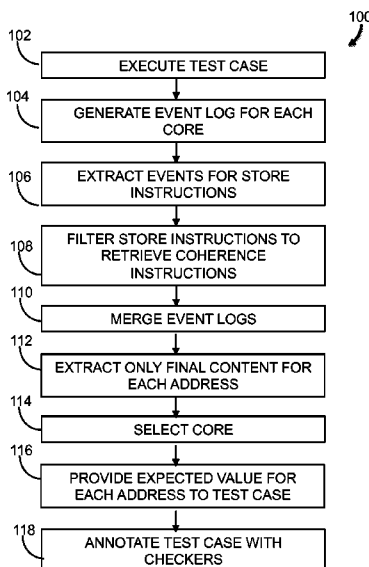 100
102
EXECUTE TEST CASE
104
GENERATE EVENT LOG FOR EACH
CORE
106
EXTRACT EVENTS FOR STORE
INSTRUCTIONS
108
FILTER STORE INSTRUCTIONS TO
RETRIEVE COHERENCE
INSTRUCTIONS
110
MERGE EVENT LOGS
112
EXTRACT ONLY FINAL CONTENT FOR
EACH ADDRESS
114
SELECT CORE
116
PROVIDE EXPECTED VALUE FOR
EACH ADDRESS TO TEST CASE
118
ANNOTATE TEST CASE WITH
CHECKERS